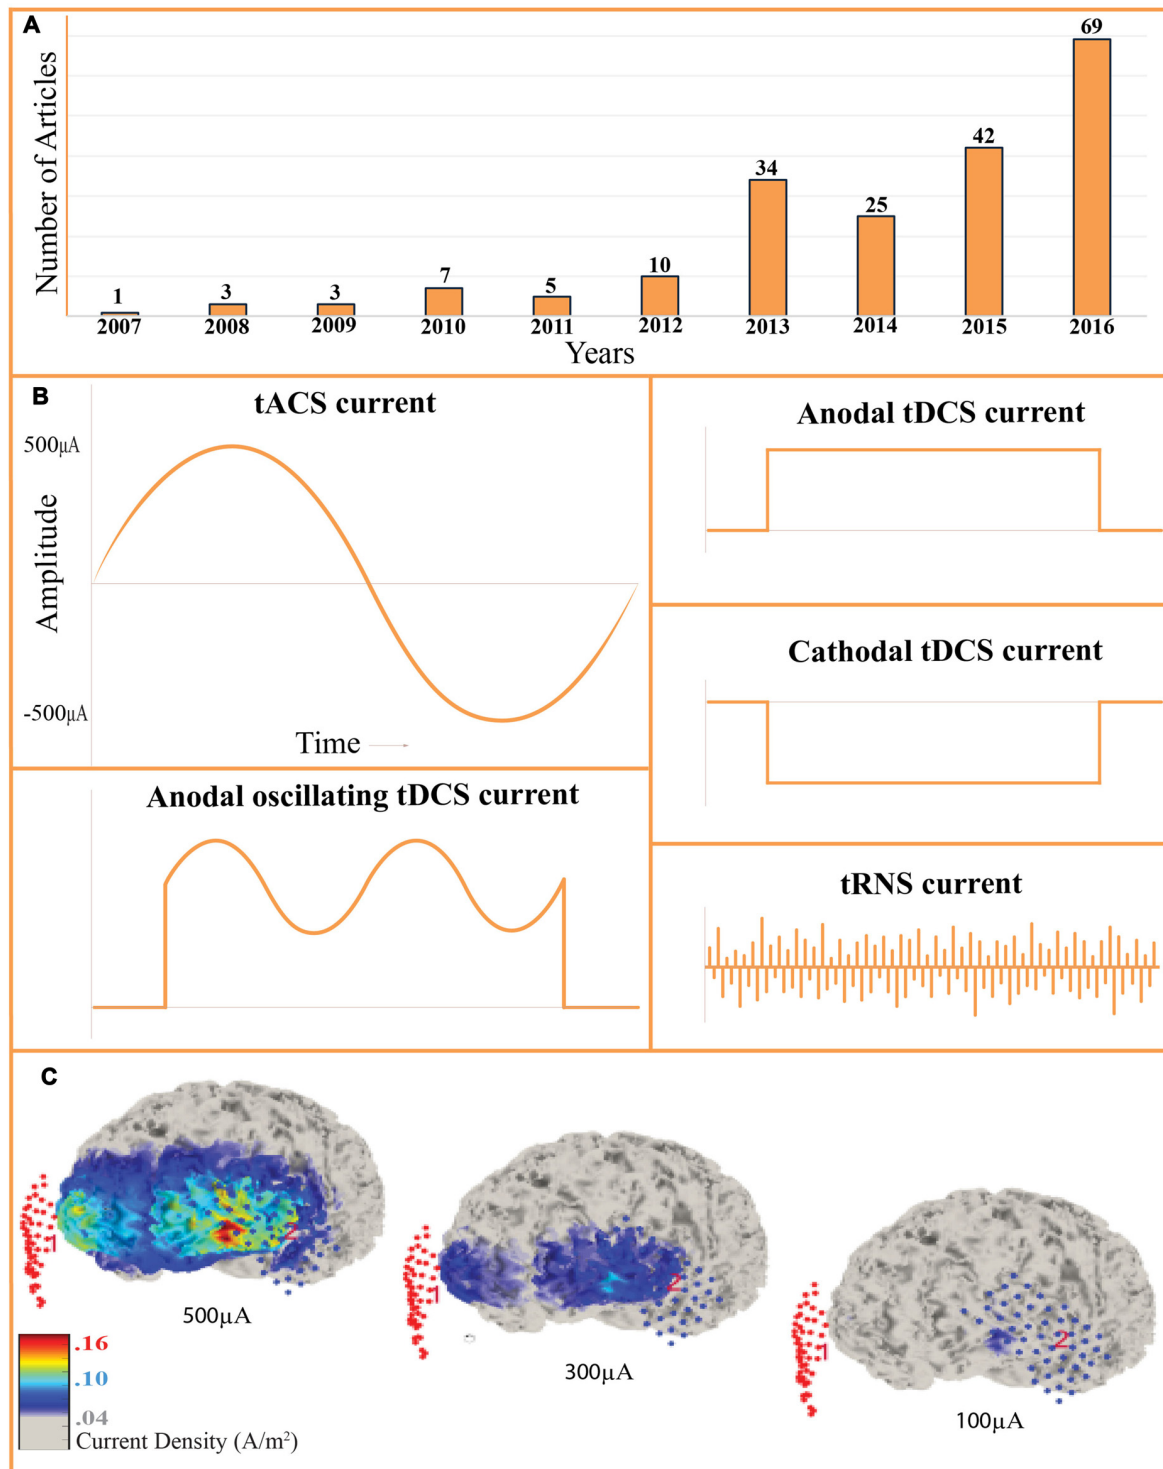 A
Number of Articles
1
3
3
7
5
10
34
25
42
69
2007
2008
2009
2010
2011
2012
2013
2014
2015
2016
Years
B
tACS current
500µA
Amplitude
-500µA
Time
Anodal tDCS current
Cathodal tDCS current
Anodal oscillating tDCS current
tRNS current
C
1
2
500µA
1
2
300µA
1
2
100µA
.16
.10
.04
Current Density (A/m²)